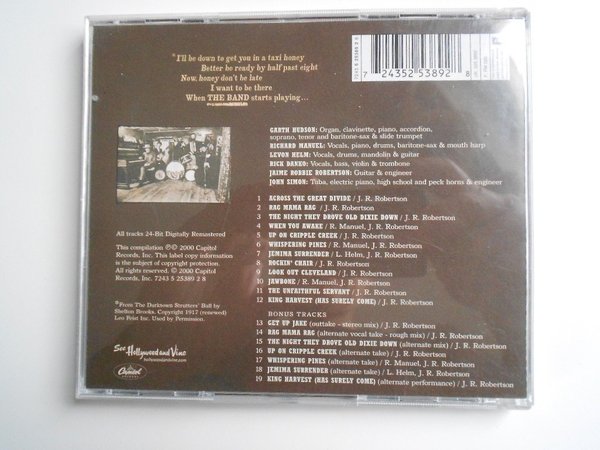 *I'll be down to get you in a taxi honey
Better be ready by half past eight
Now, honey don't be late
I want to be there
When THE BAND starts playing...
7243 5 25389 2 8
7 24352 53892 8
GARTH HUDSON: Organ, clavinette, piano, accordion,
soprano, tenor and baritone-sax & slide trumpet
RICHARD MANUEL: Vocals, piano, drums, baritone-sax & mouth harp
LEVON HELM: Vocals, drums, mandolin & guitar
RICK DANKO: Vocals, bass, violin & trombone
JAIME ROBBIE ROBERTSON: Guitar & engineer
JOHN SIMON: Tuba, electric piano, high school and peck horns & engineer
1 ACROSS THE GREAT DIVIDE / J. R. Robertson
2 RAG MAMA RAG / J. R. Robertson
3 THE NIGHT THEY DROVE OLD DIXIE DOWN / J. R. Robertson
4 WHEN YOU AWAKE / R. Manuel, J. R. Robertson
5 UP ON CRIPPLE CREEK / J. R. Robertson
6 WHISPERING PINES / R. Manuel, J. R. Robertson
7 JEMIMA SURRENDER / L. Helm, J. R. Robertson
8 ROCKIN' CHAIR / J. R. Robertson
9 LOOK OUT CLEVELAND / J. R. Robertson
10 JAWBONE / R. Manuel, J. R. Robertson
11 THE UNFAITHFUL SERVANT / J. R. Robertson
12 KING HARVEST (HAS SURELY COME) / J. R. Robertson
BONUS TRACKS
13 GET UP JAKE (outtake - stereo mix) / J. R. Robertson
14 RAG MAMA RAG (alternate vocal take - rough mix) / J. R. Robertson
15 THE NIGHT THEY DROVE OLD DIXIE DOWN (alternate mix) / J. R. Robertson
16 UP ON CRIPPLE CREEK (alternate take) / J. R. Robertson
17 WHISPERING PINES (alternate take) / R. Manuel, J. R. Robertson
18 JEMIMA SURRENDER (alternate take) / L. Helm, J. R. Robertson
19 KING HARVEST (HAS SURELY COME) (alternate performance) / J. R. Robertson
All tracks 24-Bit Digitally Remastered
This compilation ℗© 2000 Capitol
Records, Inc. This label copy information
is the subject of copyright protection.
All rights reserved. © 2000 Capitol
Records, Inc. 7243 5 25389 2 8
*From The Darktown Strutters' Ball by
Shelton Brooks. Copyright 1917 (renewed)
Leo Feist Inc. Used by Permission.
See Hollywood and Vine
hollywoodandvine.com
Capitol